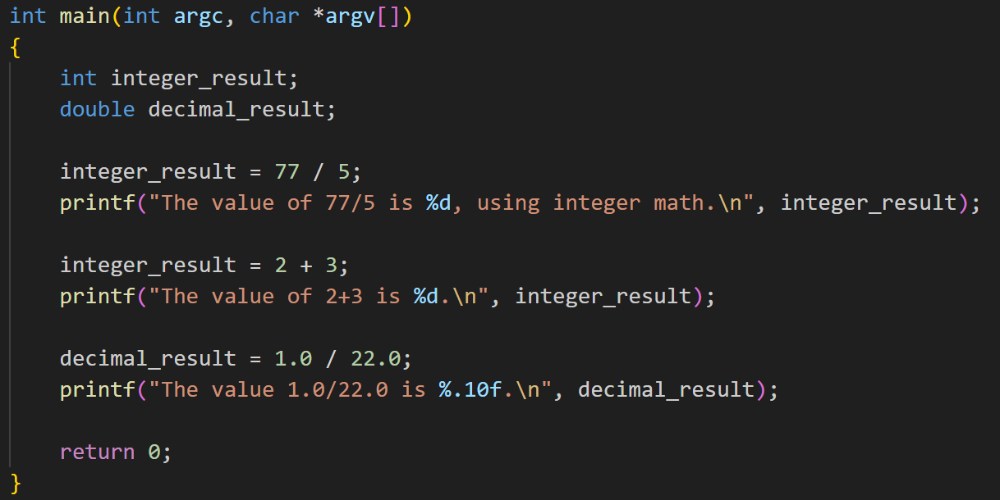 int main(int argc, char *argv[])
{
    int integer_result;
    double decimal_result;

    integer_result = 77 / 5;
    printf("The value of 77/5 is %d, using integer math.\n", integer_result);

    integer_result = 2 + 3;
    printf("The value of 2+3 is %d.\n", integer_result);

    decimal_result = 1.0 / 22.0;
    printf("The value 1.0/22.0 is %.10f.\n", decimal_result);

    return 0;
}